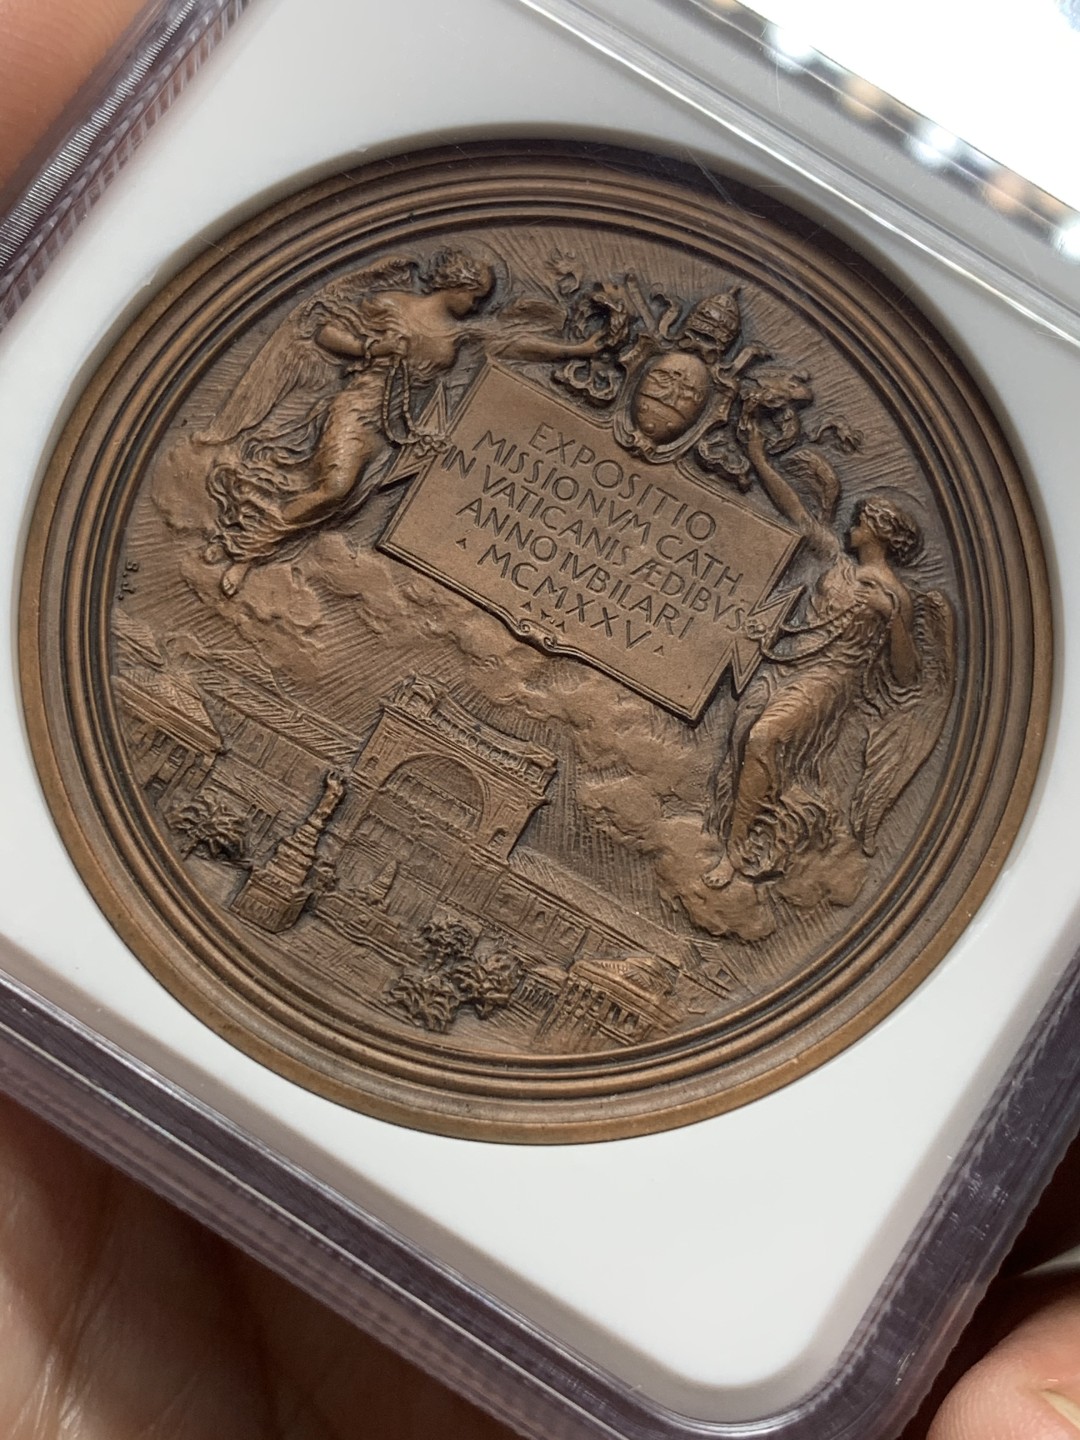 EXPOSITIO
MISSIONVM CATH
IN VATICANIS ÆDIBVS
ANNO IVBILARI
MCMXXV